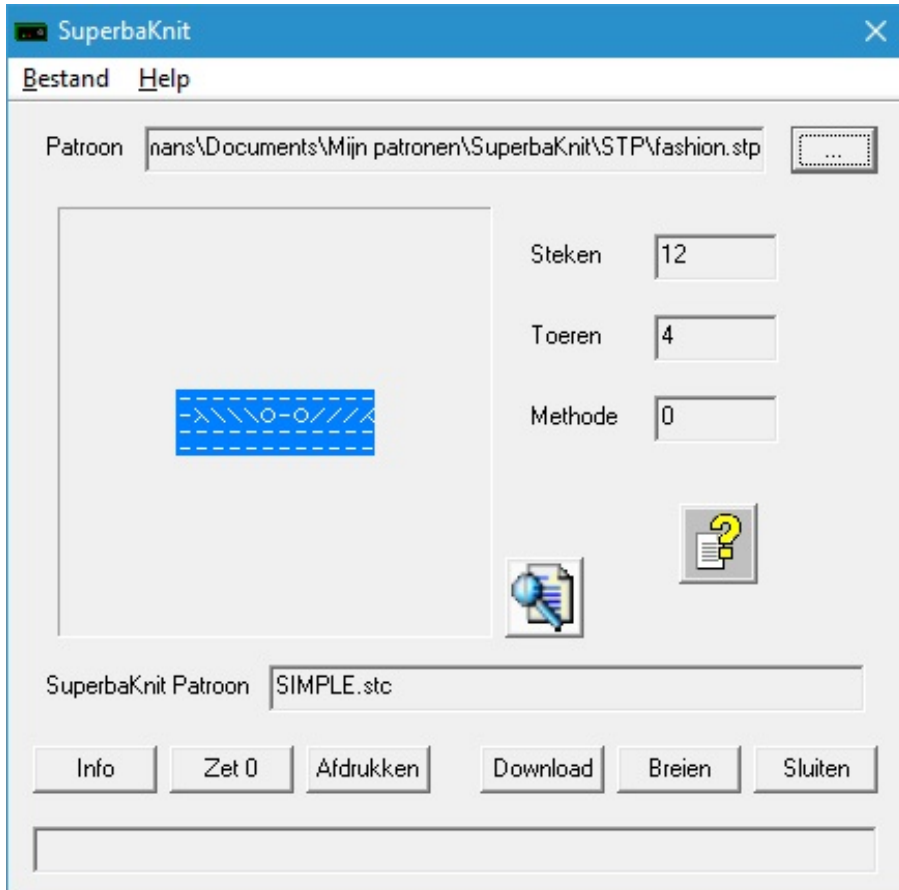 SuperbaKnit
Bestand Help
Patroon nans\Documents\Mijn patronen\SuperbaKnit\STP\fashion.stp ...
Steken 12
Toeren 4
Methode 0
SuperbaKnit Patroon SIMPLE.stc
Info Zet 0 Afdrukken Download Breien Sluiten